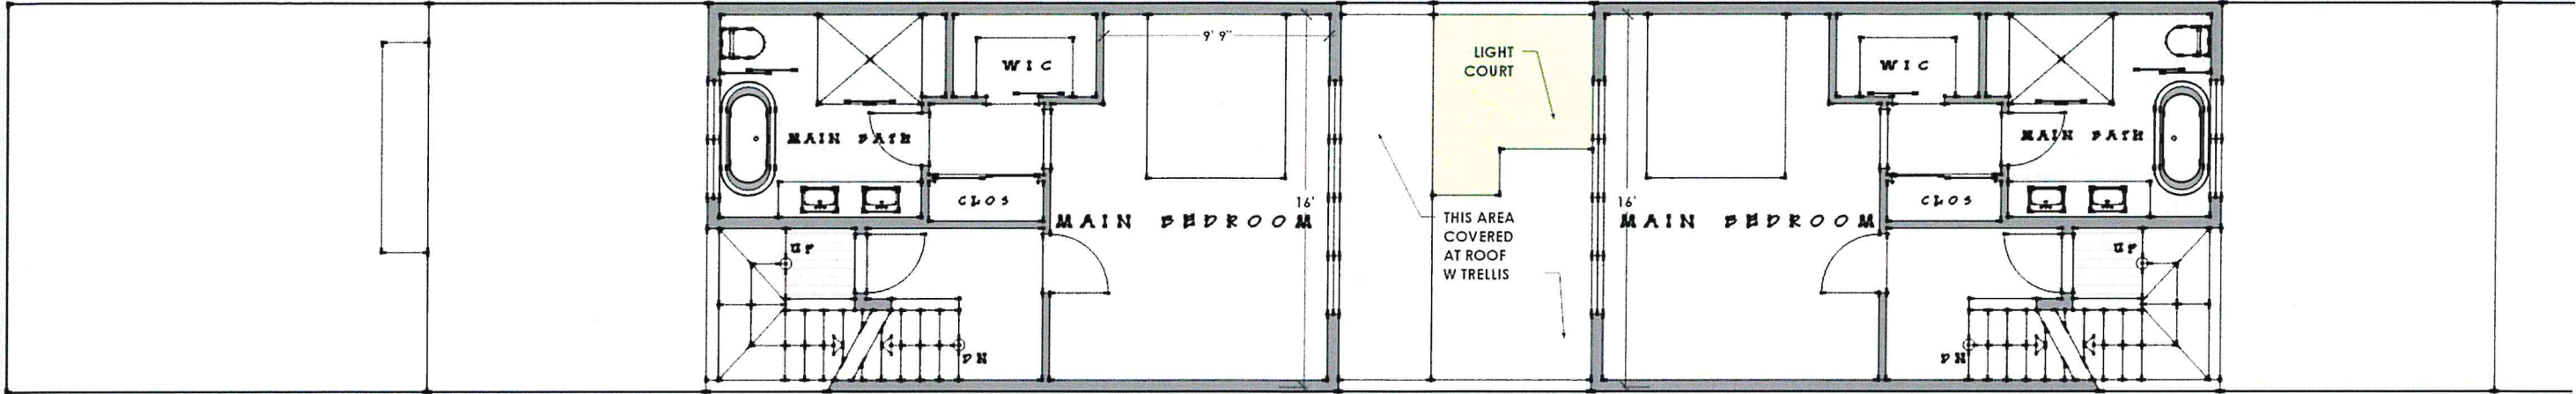 9' 9"
WIC
LIGHT
COURT
WIC
MAIN BATH
MAIN BATH
CLOS
CLOS
16'
16'
MAIN BEDROOM
THIS AREA
COVERED
AT ROOF
W TRELLIS
MAIN BEDROOM
UP
UP
DN
DN